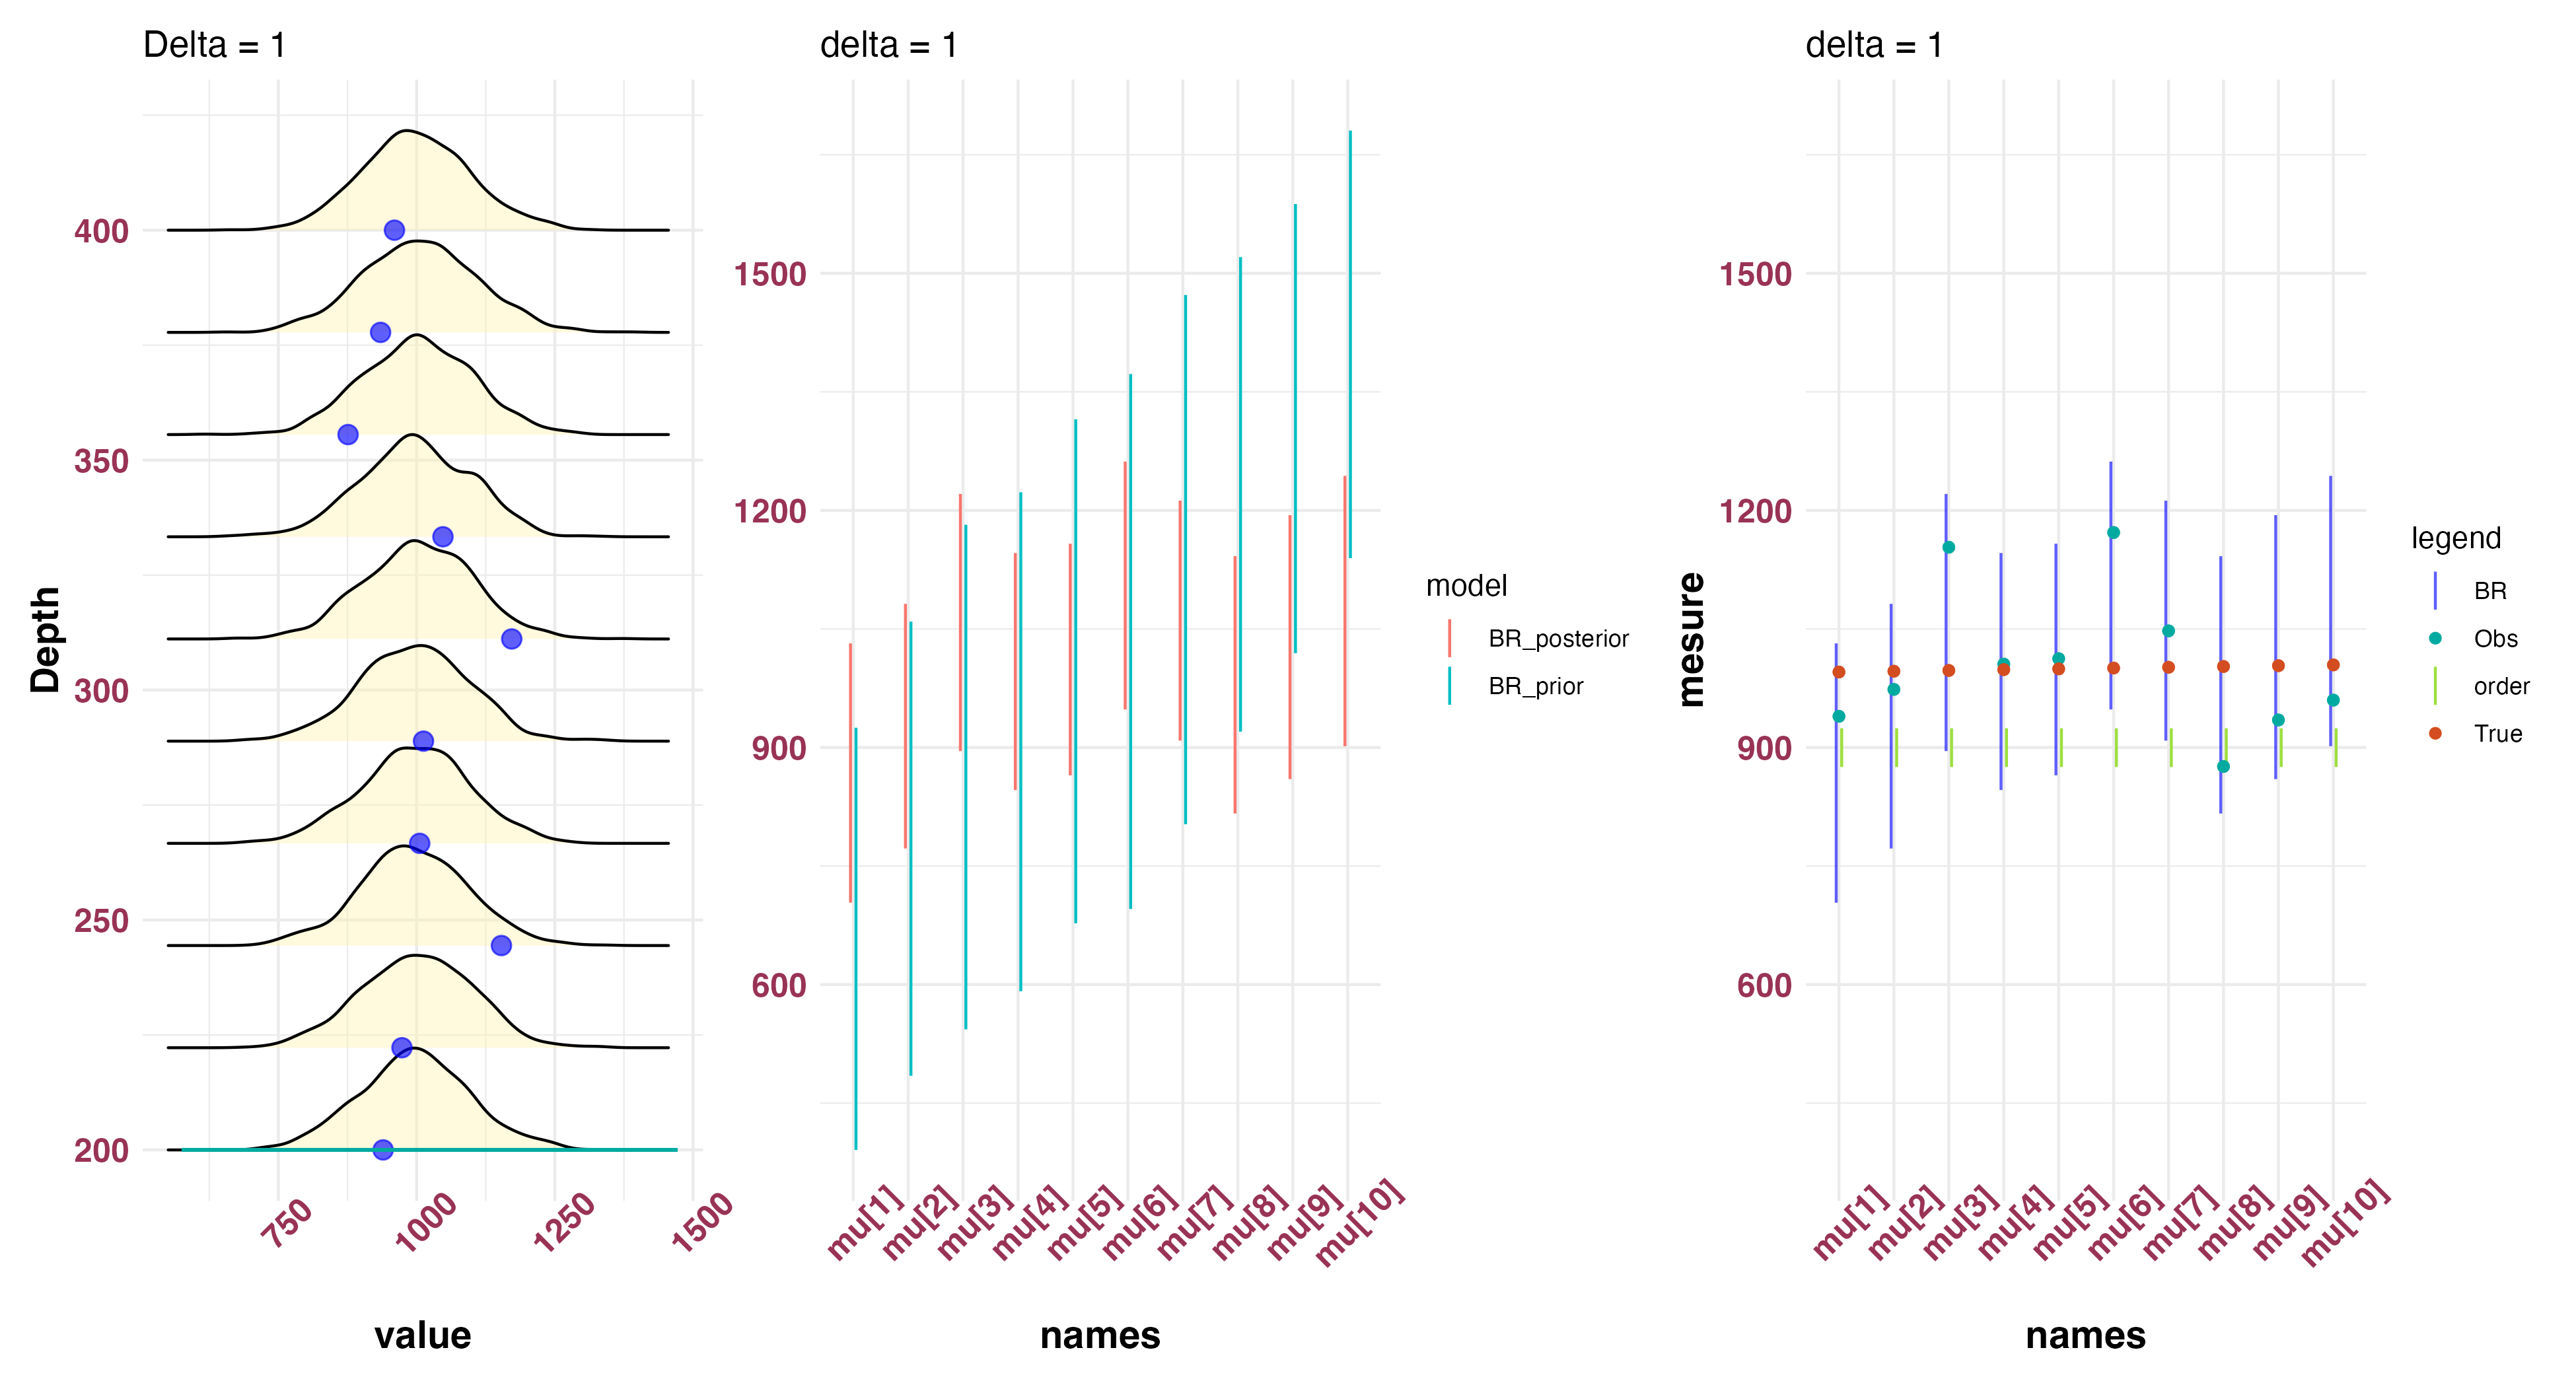 Delta = 1
Depth
400
350
300
250
200
750
1000
1250
1500
value
delta = 1
1500
1200
900
600
mu[1]
mu[2]
mu[3]
mu[4]
mu[5]
mu[6]
mu[7]
mu[8]
mu[9]
mu[10]
names
model
BR_posterior
BR_prior
delta = 1
mesure
1500
1200
900
600
mu[1]
mu[2]
mu[3]
mu[4]
mu[5]
mu[6]
mu[7]
mu[8]
mu[9]
mu[10]
names
legend
BR
Obs
order
True